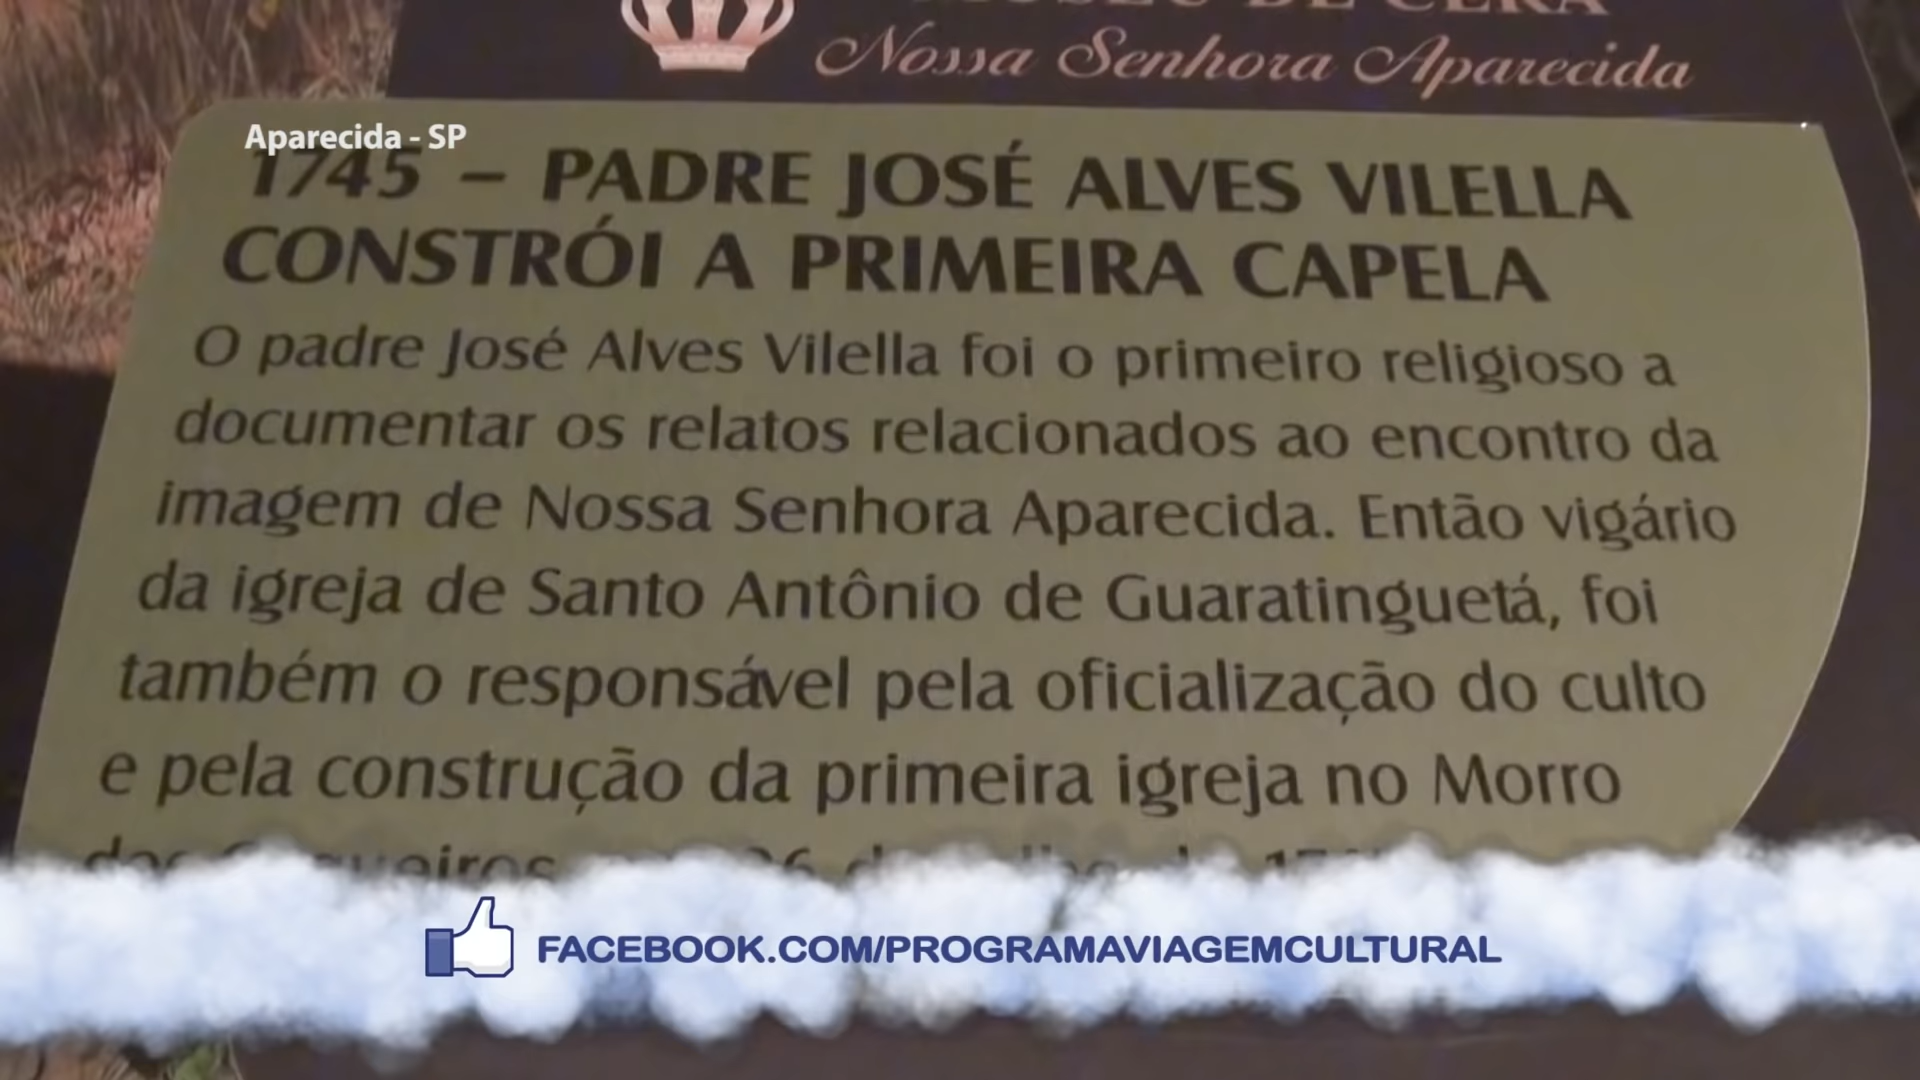 MUSEU DE CERA
Nossa Senhora Aparecida
Aparecida - SP
1745 – PADRE JOSÉ ALVES VILELLA
CONSTRÓI A PRIMEIRA CAPELA
O padre José Alves Vilella foi o primeiro religioso a
documentar os relatos relacionados ao encontro da
imagem de Nossa Senhora Aparecida. Então vigário
da igreja de Santo Antônio de Guaratinguetá, foi
também o responsável pela oficialização do culto
e pela construção da primeira igreja no Morro
FACEBOOK.COM/PROGRAMAVIAGEMCULTURAL